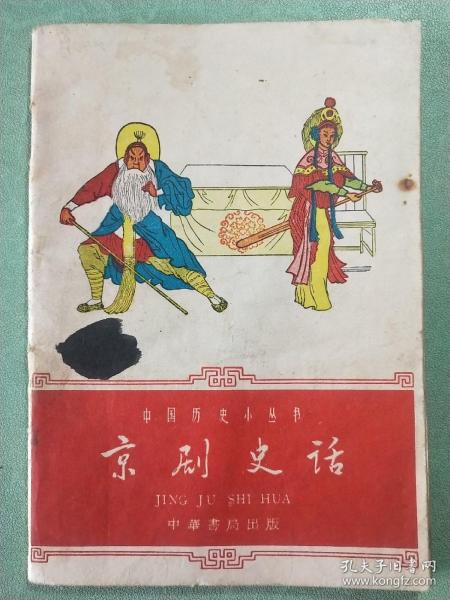 中国历史小丛书
京剧史话
JING JU SHI HUA
中華書局出版
孔夫子旧书网
www.kongfz.com